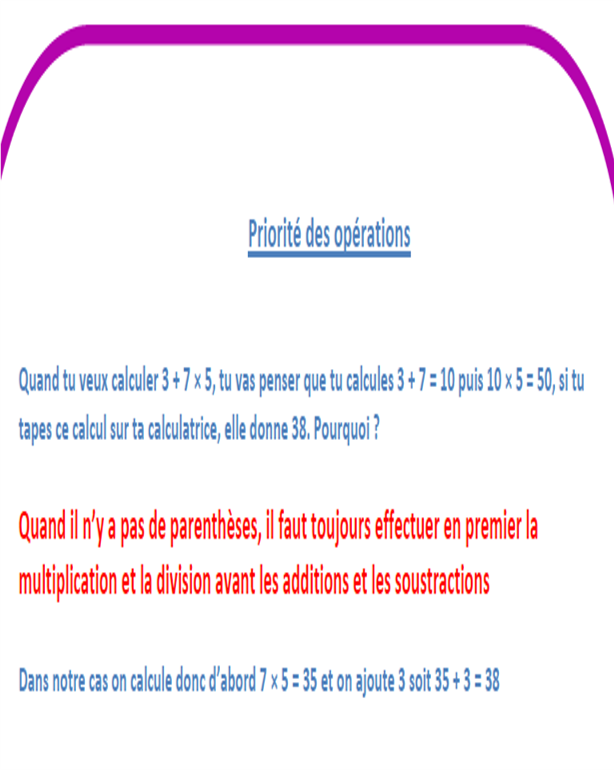 Priorité des opérations
Quand tu veux calculer 3 + 7 × 5, tu vas penser que tu calcules 3 + 7 = 10 puis 10 × 5 = 50, si tu
tapes ce calcul sur ta calculatrice, elle donne 38. Pourquoi ?
Quand il n’y a pas de parenthèses, il faut toujours effectuer en premier la
multiplication et la division avant les additions et les soustractions
Dans notre cas on calcule donc d’abord 7 × 5 = 35 et on ajoute 3 soit 35 + 3 = 38